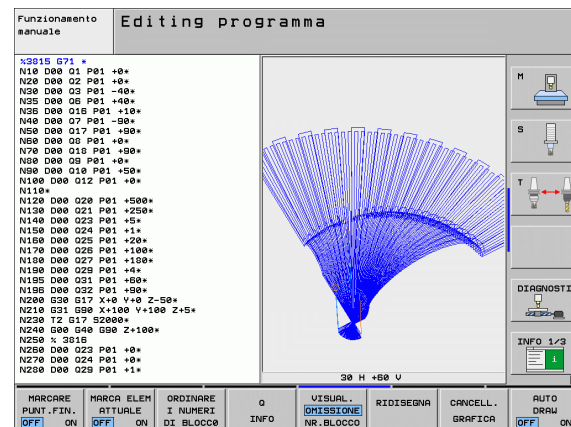 Funzionamento
manuale
Editing programma
%3815 G71 *
N10 D00 Q1 P01 +0*
N20 D00 Q2 P01 +0*
N30 D00 Q3 P01 -40*
N35 D00 Q6 P01 +40*
N36 D00 Q16 P01 +10*
N40 D00 Q7 P01 -90*
N50 D00 Q17 P01 +90*
N60 D00 Q8 P01 +0*
N70 D00 Q18 P01 +90*
N80 D00 Q9 P01 +0*
N90 D00 Q10 P01 +50*
N100 D00 Q12 P01 +0*
N110*
N120 D00 Q20 P01 +500*
N130 D00 Q21 P01 +250*
N140 D00 Q23 P01 +5*
N150 D00 Q24 P01 +1*
N160 D00 Q25 P01 +20*
N170 D00 Q26 P01 +100*
N180 D00 Q27 P01 +180*
N190 D00 Q29 P01 +4*
N195 D00 Q31 P01 +60*
N196 D00 Q32 P01 +90*
N200 G30 G17 X+0 Y+0 Z-50*
N210 G31 G90 X+100 Y+100 Z+5*
N230 T2 G17 S2000*
N240 G00 G40 G90 Z+100*
N250 % 3816
N260 D00 Q23 P01 +0*
N270 D00 Q24 P01 +0*
N280 D00 Q29 P01 +1*
30 H +60 V
M
S
T
DIAGNOSTI
INFO 1/3
MARCARE
PUNT.FIN.
OFF ON
MARCA ELEM
ATTUALE
OFF ON
ORDINARE
I NUMERI
DI BLOCCO
Q
INFO
VISUAL.
OMISSIONE
NR.BLOCCO
RIDISEGNA
CANCELL.
GRAFICA
AUTO
DRAW
OFF ON